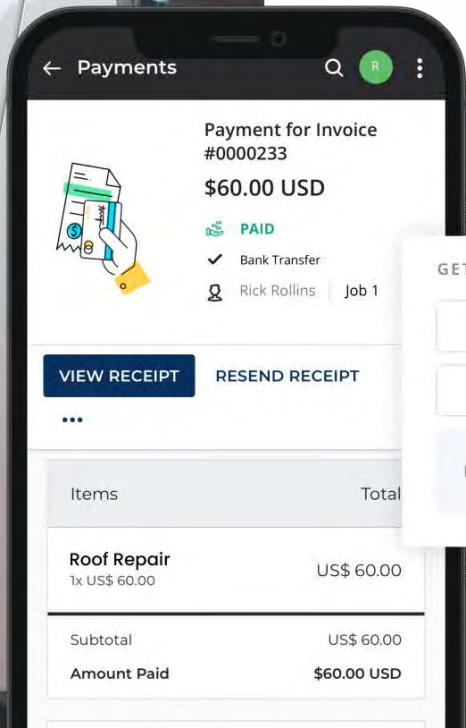 Payments
R
Payment for Invoice
#0000233
$60.00 USD
PAID
Bank Transfer
Rick Rollins Job 1
GET
VIEW RECEIPT RESEND RECEIPT
Items Total
Roof Repair
1x US$ 60.00
US$ 60.00
Subtotal US$ 60.00
Amount Paid $60.00 USD